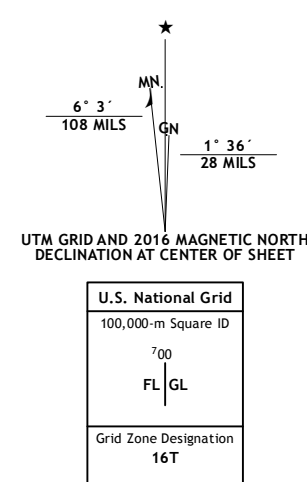 MN.
GN
6° 3´
108 MILS
1° 36´
28 MILS
UTM GRID AND 2016 MAGNETIC NORTH
DECLINATION AT CENTER OF SHEET
U.S. National Grid
100,000-m Square ID
700
FL GL
Grid Zone Designation
16T